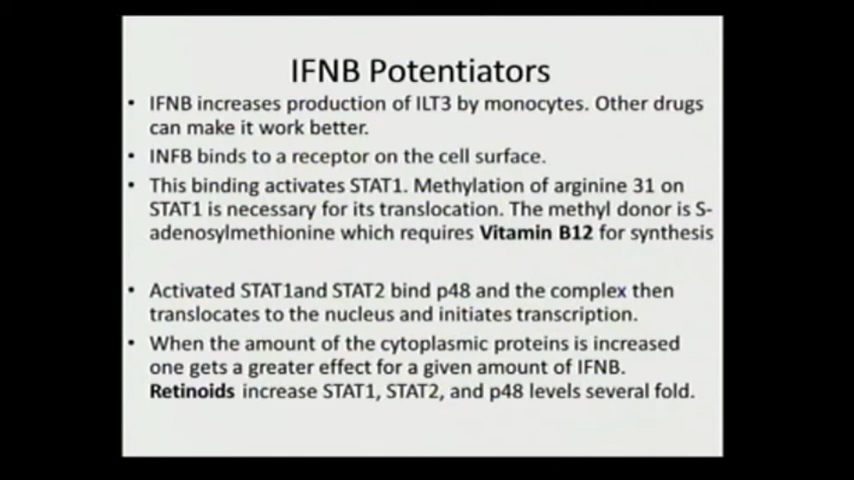 IFNB Potentiators
• IFNB increases production of ILT3 by monocytes. Other drugs
can make it work better.
• INFB binds to a receptor on the cell surface.
• This binding activates STAT1. Methylation of arginine 31 on
STAT1 is necessary for its translocation. The methyl donor is S-
adenosylmethionine which requires Vitamin B12 for synthesis
• Activated STAT1and STAT2 bind p48 and the complex then
translocates to the nucleus and initiates transcription.
• When the amount of the cytoplasmic proteins is increased
one gets a greater effect for a given amount of IFNB.
Retinoids increase STAT1, STAT2, and p48 levels several fold.